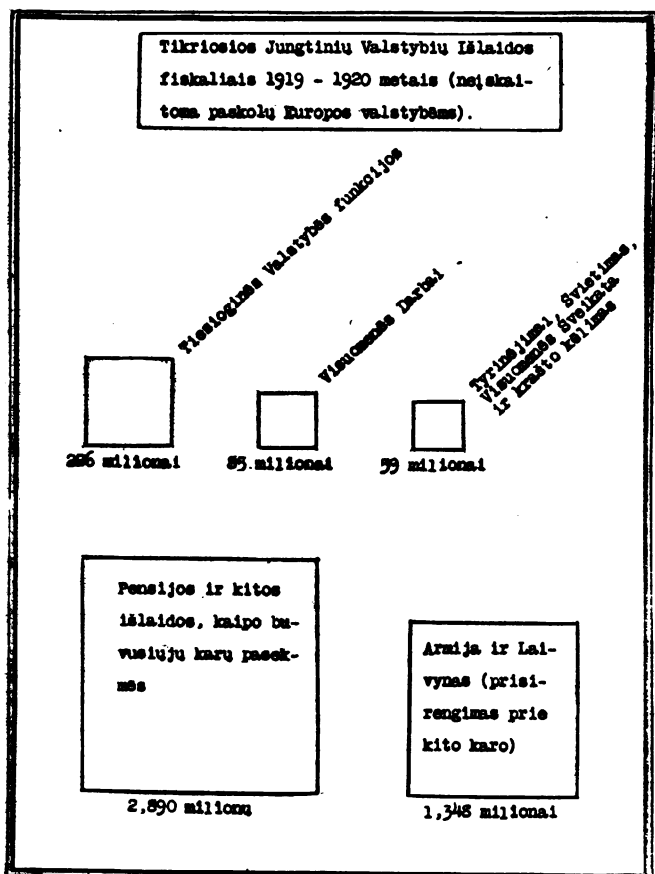 Tikriosios Jungtinių Valstybių Išlaidos
fiskaliais 1919 - 1920 metais (neįskai-
toma paskolų Europos valstybėms).
Tiesioginės Valstybės funkcijos
Visuomenės Darbai
Tyrinėjimai, Švietimas,
Visuomenės Sveikata
ir krašto kėlimas
226 milionai
85 milionai
59 milionai
Pensijos ir kitos
išlaidos, kaipo bu-
vusiųjų karų pasek-
mės
Armija ir Lai-
vynas (prisi-
rengimas prie
kito karo)
2,890 milionų
1,348 milionai